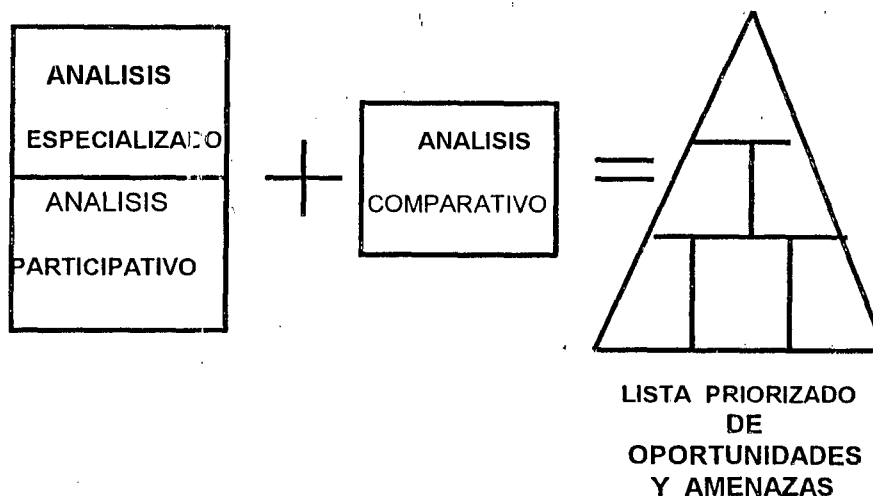 ANALISIS
ESPECIALIZADO
ANALISIS
PARTICIPATIVO
+
ANALISIS
COMPARATIVO
=
LISTA PRIORIZADO
DE
OPORTUNIDADES
Y AMENAZAS